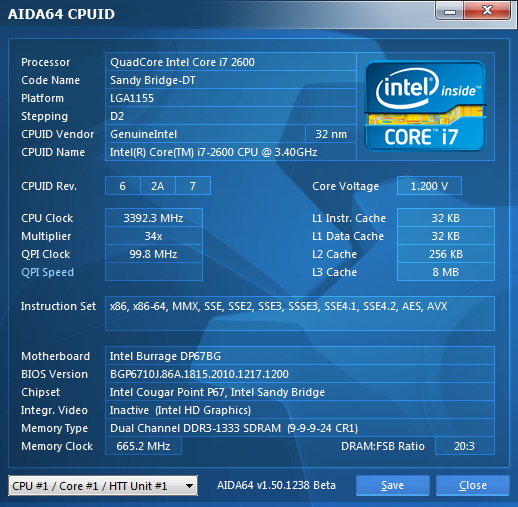 AIDA64 CPUID
Processor QuadCore Intel Core i7 2600
Code Name Sandy Bridge-DT
Platform LGA1155
Stepping D2
CPUID Vendor GenuineIntel 32 nm
CPUID Name Intel(R) Core(TM) i7-2600 CPU @ 3.40GHz
intel inside™
CORE™ i7
CPUID Rev. 6 2A 7 Core Voltage 1.200 V
CPU Clock 3392.3 MHz L1 Instr. Cache 32 KB
Multiplier 34x L1 Data Cache 32 KB
QPI Clock 99.8 MHz L2 Cache 256 KB
QPI Speed L3 Cache 8 MB
Instruction Set x86, x86-64, MMX, SSE, SSE2, SSE3, SSSE3, SSE4.1, SSE4.2, AES, AVX
Motherboard Intel Burrage DP67BG
BIOS Version BGP6710J.86A.1815.2010.1217.1200
Chipset Intel Cougar Point P67, Intel Sandy Bridge
Integr. Video Inactive (Intel HD Graphics)
Memory Type Dual Channel DDR3-1333 SDRAM (9-9-9-24 CR1)
Memory Clock 665.2 MHz DRAM:FSB Ratio 20:3
CPU #1 / Core #1 / HTT Unit #1 AIDA64 v1.50.1238 Beta Save Close